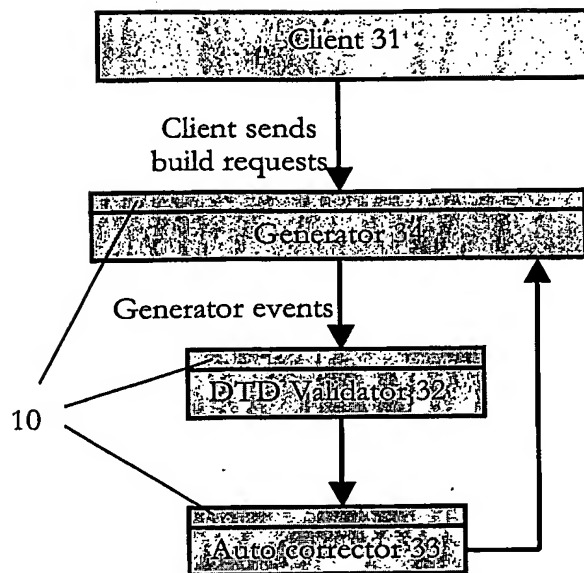 Client 31
Client sends
build requests
Generator 34
Generator events
DTD Validator 32
10
Auto corrector 33